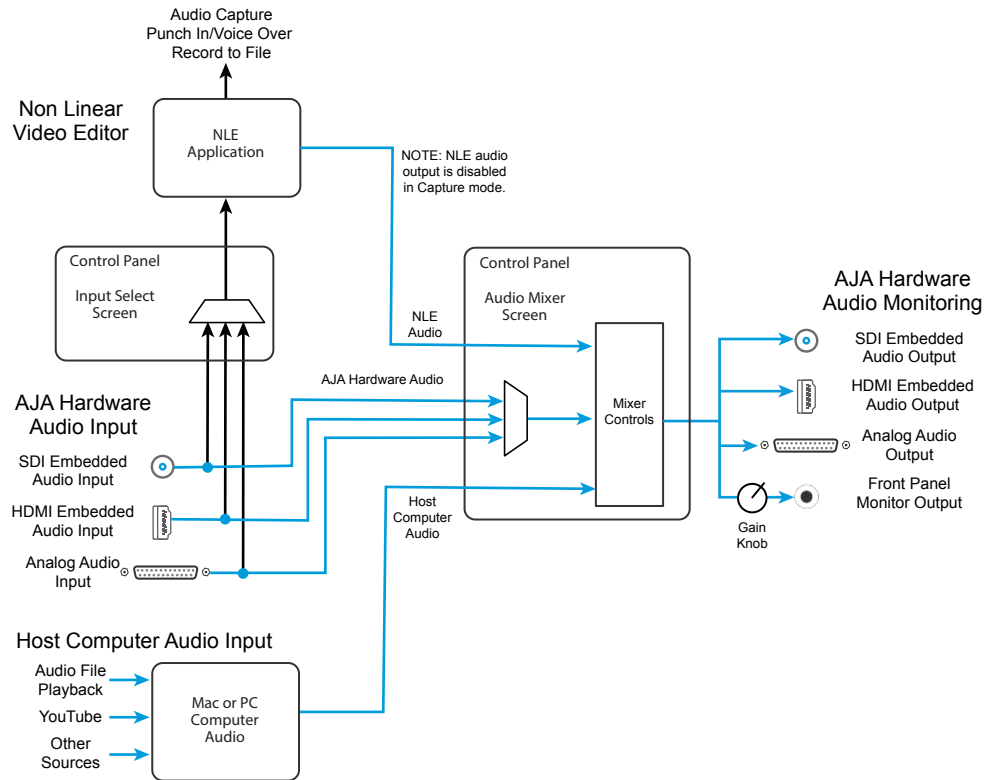 Audio Capture
Punch In/Voice Over
Record to File
Non Linear
Video Editor
NLE
Application
NOTE: NLE audio
output is disabled
in Capture mode.
Control Panel
Input Select
Screen
Control Panel
Audio Mixer
Screen
NLE
Audio
AJA Hardware Audio
Mixer
Controls
AJA Hardware
Audio Monitoring
SDI Embedded
Audio Output
HDMI Embedded
Audio Output
Analog Audio
Output
Front Panel
Monitor Output
Gain
Knob
AJA Hardware
Audio Input
SDI Embedded
Audio Input
HDMI Embedded
Audio Input
Analog Audio
Input
Host
Computer
Audio
Host Computer Audio Input
Audio File
Playback
YouTube
Other
Sources
Mac or PC
Computer
Audio